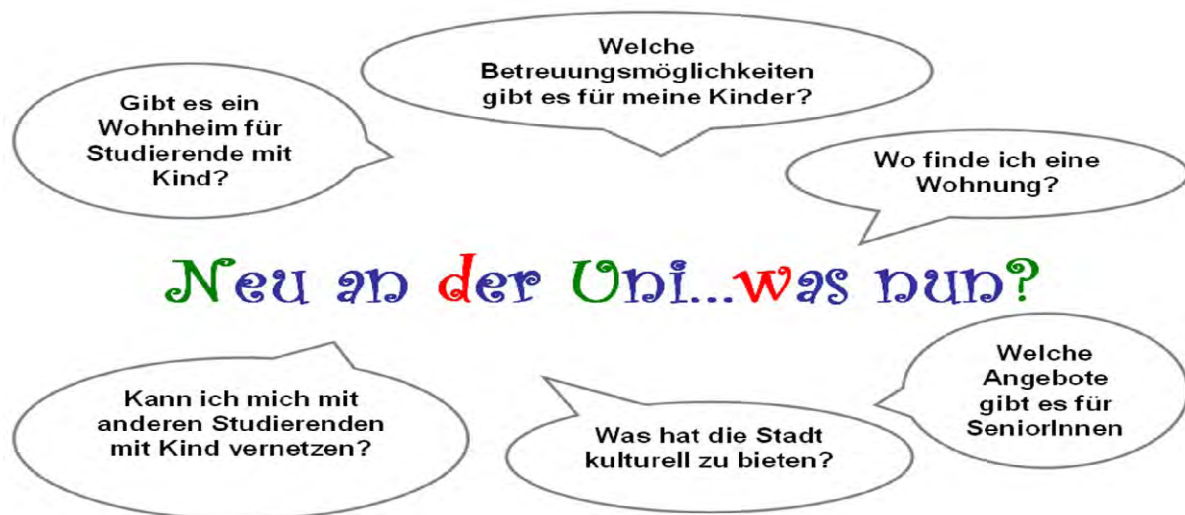 Welche
Betreuungsmöglichkeiten
gibt es für meine Kinder?
Gibt es ein
Wohnheim für
Studierende mit
Kind?
Wo finde ich eine
Wohnung?
Neu an der Uni...was nun?
Kann ich mich mit
anderen Studierenden
mit Kind vernetzen?
Was hat die Stadt
kulturell zu bieten?
Welche
Angebote
gibt es für
SeniorInnen